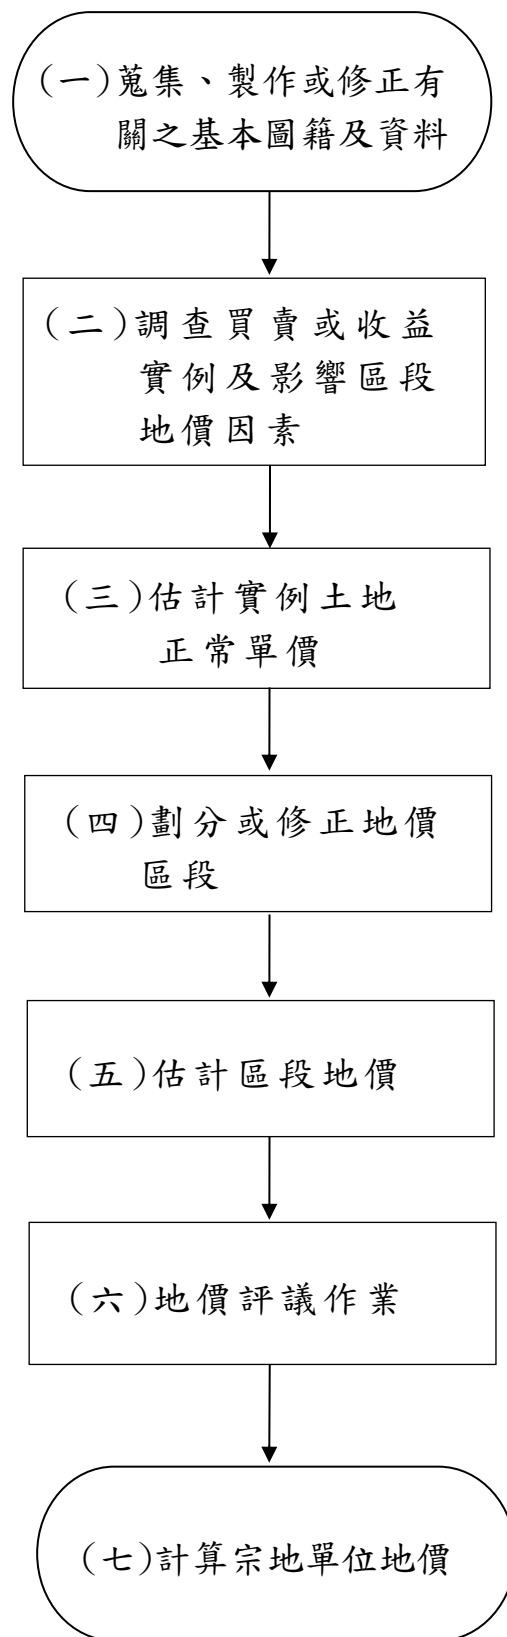 (一)蒐集、製作或修正有
關之基本圖籍及資料
(二)調查買賣或收益
實例及影響區段
地價因素
(三)估計實例土地
正常單價
(四)劃分或修正地價
區段
(五)估計區段地價
(六)地價評議作業
(七)計算宗地單位地價